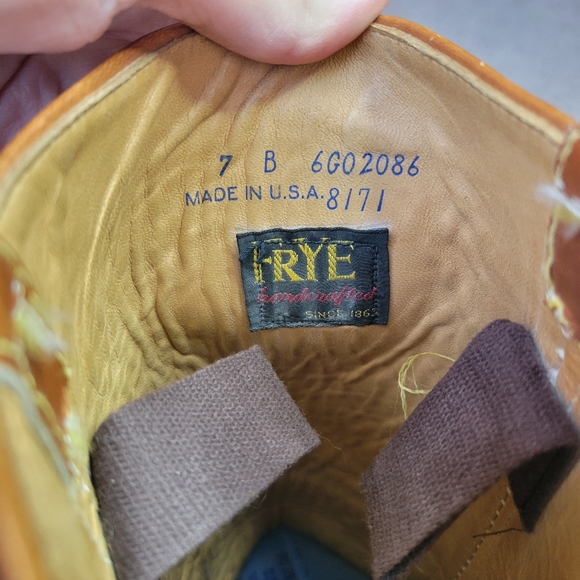 7 B 6G02086
MADE IN U.S.A. 8171
FRYE
handcrafted
SINCE 1863